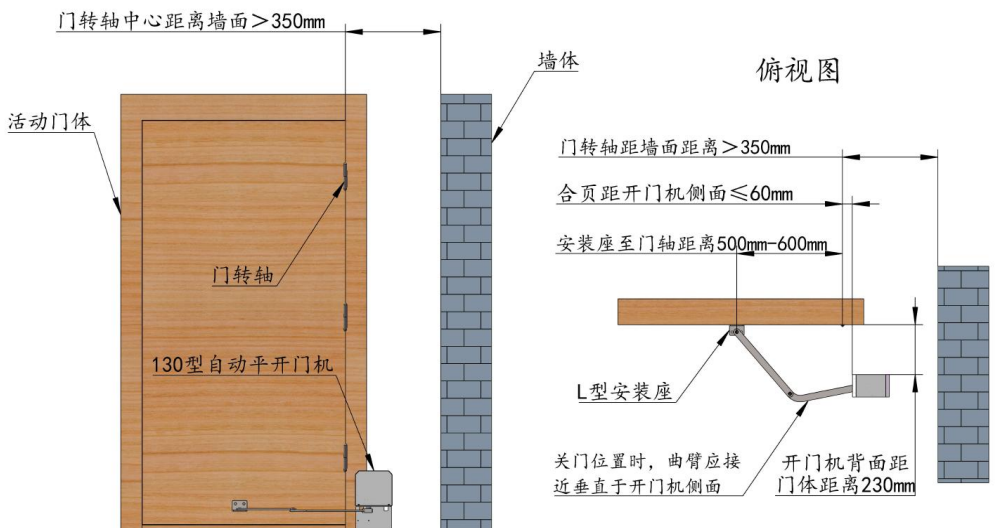 门转轴中心距离墙面>350mm
墙体
俯视图
活动门体
门转轴距墙面距离>350mm
合页距开门机侧面≤60mm
安装座至门轴距离500mm-600mm
门转轴
130型自动平开门机
L型安装座
关门位置时，曲臂应接
近垂直于开门机侧面
开门机背面距
门体距离230mm